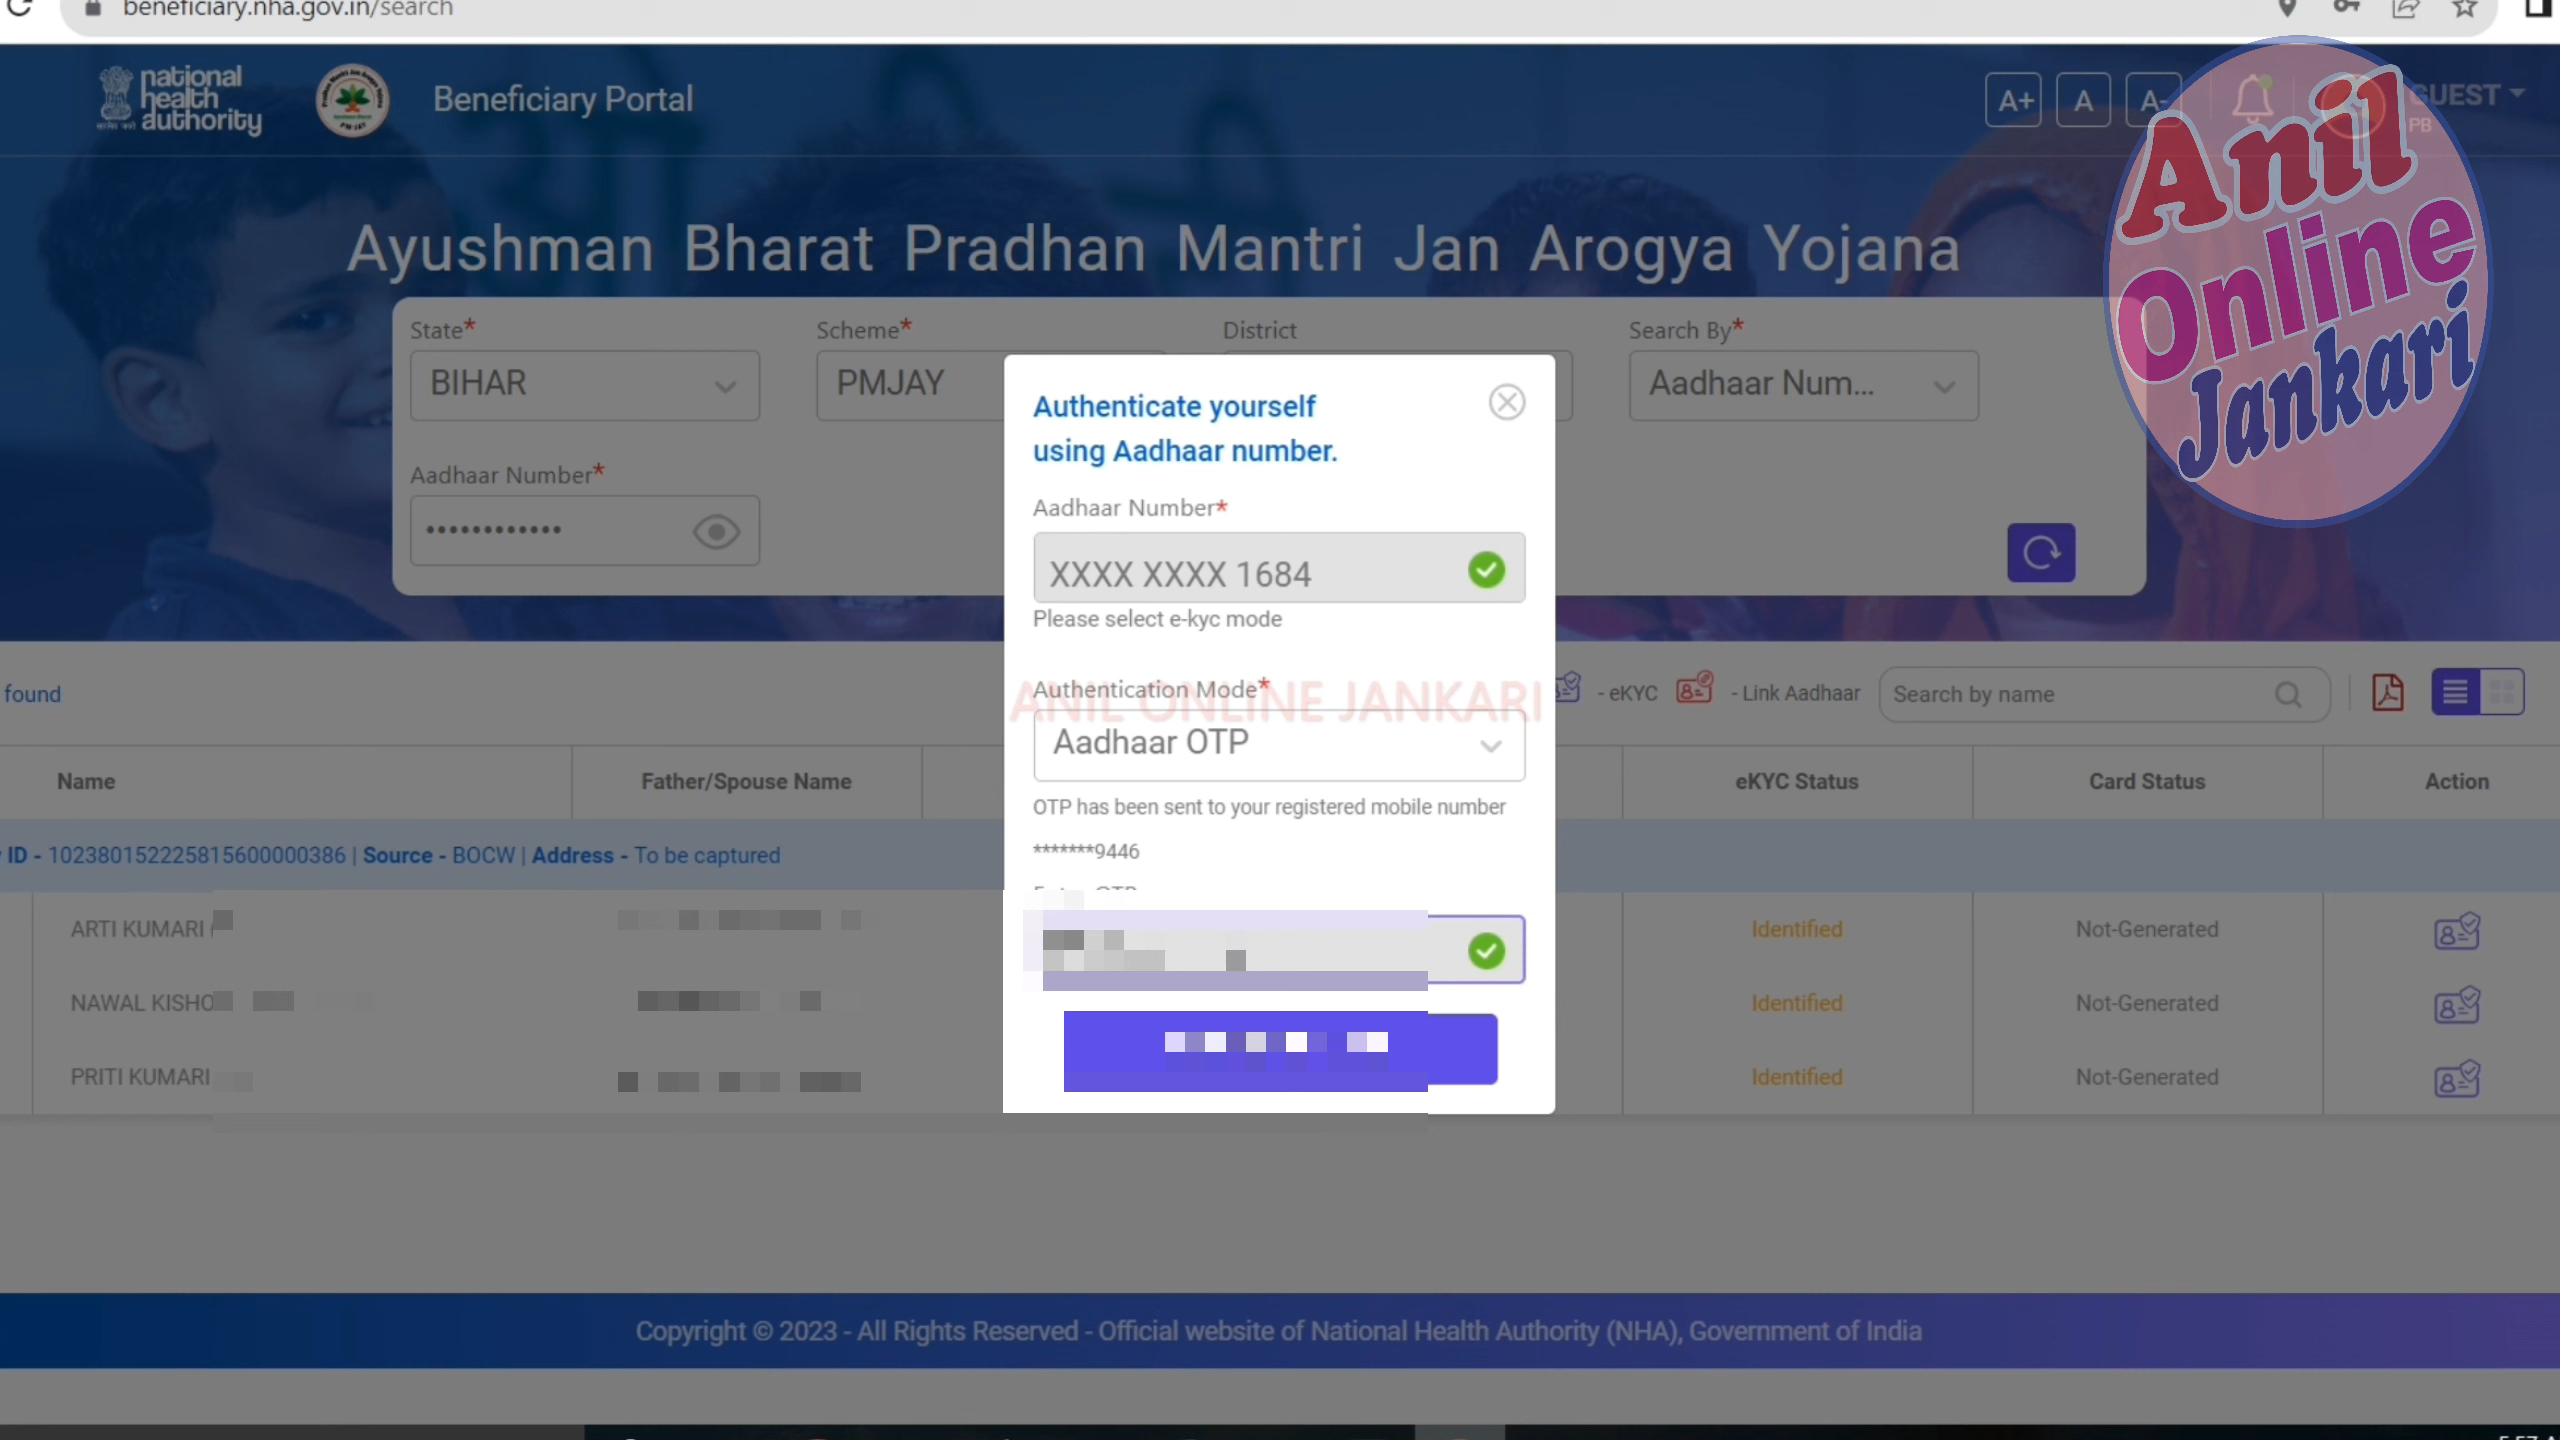 beneficiary.nha.gov.in/search
national health authority
Beneficiary Portal
A+ A A-
GUEST
PB
Anil
Online
Jankari
Ayushman Bharat Pradhan Mantri Jan Arogya Yojana
State* Scheme* District Search By*
BIHAR PMJAY Aadhaar Num...
Aadhaar Number*
••••••••••••
Authenticate yourself
using Aadhaar number.
Aadhaar Number*
XXXX XXXX 1684
Please select e-kyc mode
Authentication Mode*
ANIL ONLINE JANKARI
Aadhaar OTP
OTP has been sent to your registered mobile number
*******9446
found - eKYC - Link Aadhaar Search by name
Name Father/Spouse Name eKYC Status Card Status Action
ID - 102380152225815600000386 | Source - BOCW | Address - To be captured
ARTI KUMARI Identified Not-Generated
NAWAL Identified Not-Generated
PRITI KUMARI Identified Not-Generated
Copyright © 2023 - All Rights Reserved - Official website of National Health Authority (NHA), Government of India